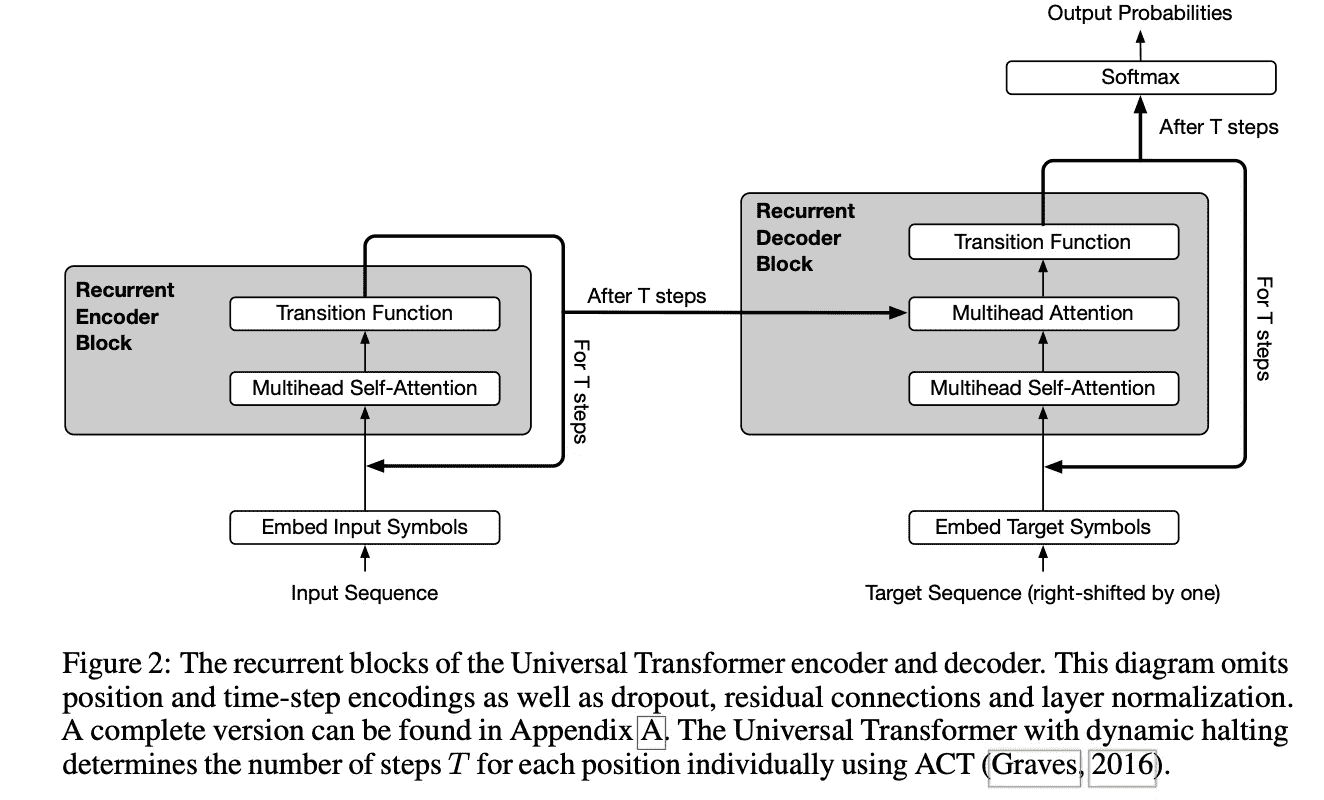 Output Probabilities
Softmax
After T steps
Recurrent
Decoder
Block
Transition Function
Recurrent
Encoder
Block
Transition Function
After T steps
Multihead Attention
For T steps
For T steps
Multihead Self-Attention
Multihead Self-Attention
Embed Input Symbols
Embed Target Symbols
Input Sequence
Target Sequence (right-shifted by one)
Figure 2: The recurrent blocks of the Universal Transformer encoder and decoder. This diagram omits
position and time-step encodings as well as dropout, residual connections and layer normalization.
A complete version can be found in Appendix A. The Universal Transformer with dynamic halting
determines the number of steps T for each position individually using ACT (Graves, 2016).